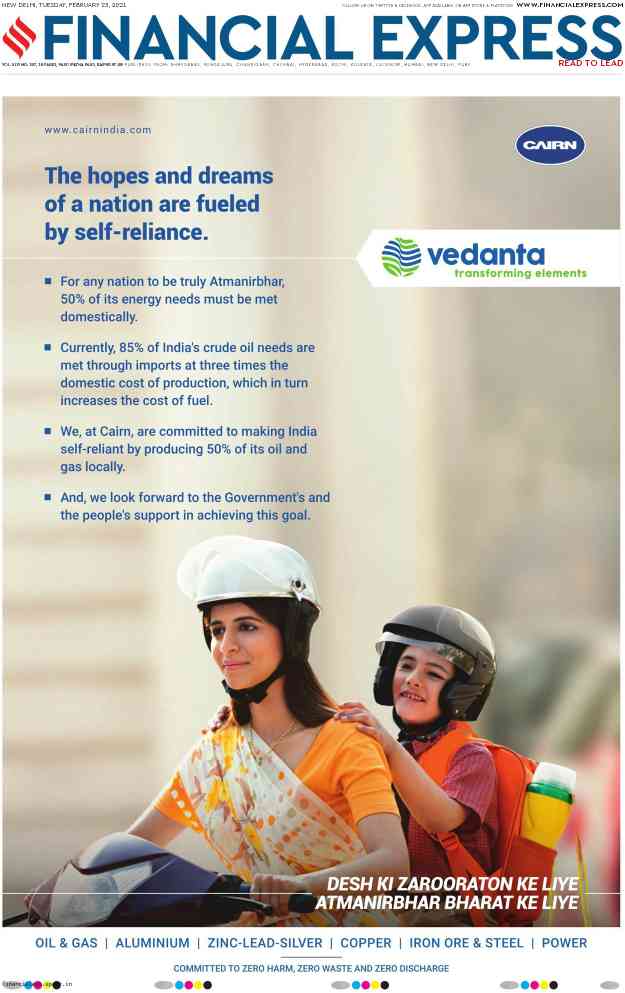 NEW DELHI, TUESDAY, FEBRUARY 23, 2021
WWW.FINANCIALEXPRESS.COM
FINANCIAL EXPRESS
READ TO LEAD
www.cairnindia.com
CAIRN
The hopes and dreams
of a nation are fueled
by self-reliance.
vedanta
transforming elements
■ For any nation to be truly Atmanirbhar,
50% of its energy needs must be met
domestically.
■ Currently, 85% of India's crude oil needs are
met through imports at three times the
domestic cost of production, which in turn
increases the cost of fuel.
■ We, at Cairn, are committed to making India
self-reliant by producing 50% of its oil and
gas locally.
■ And, we look forward to the Government's and
the people's support in achieving this goal.
DESH KI ZAROORATON KE LIYE
ATMANIRBHAR BHARAT KE LIYE
OIL & GAS | ALUMINIUM | ZINC-LEAD-SILVER | COPPER | IRON ORE & STEEL | POWER
COMMITTED TO ZERO HARM, ZERO WASTE AND ZERO DISCHARGE